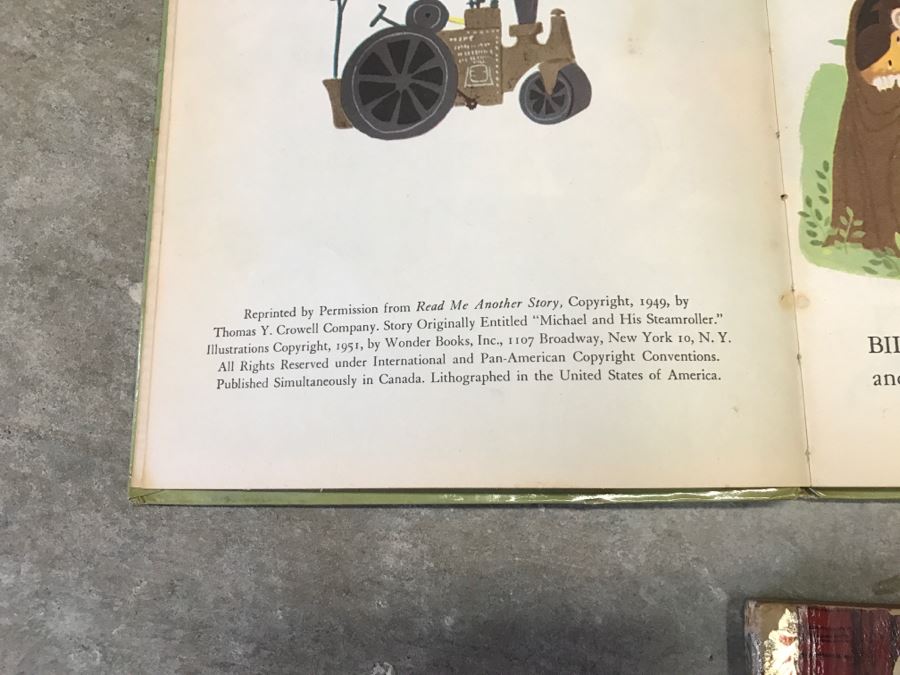 Reprinted by Permission from Read Me Another Story, Copyright, 1949, by
Thomas Y. Crowell Company. Story Originally Entitled "Michael and His Steamroller."
Illustrations Copyright, 1951, by Wonder Books, Inc., 1107 Broadway, New York 10, N. Y.
All Rights Reserved under International and Pan-American Copyright Conventions.
Published Simultaneously in Canada. Lithographed in the United States of America.